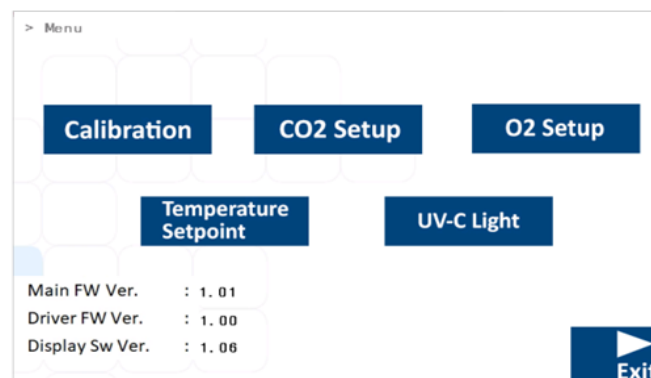 > Menu
Calibration
CO2 Setup
O2 Setup
Temperature
Setpoint
UV-C Light
Main FW Ver. : 1.01
Driver FW Ver. : 1.00
Display Sw Ver. : 1.06
Exit